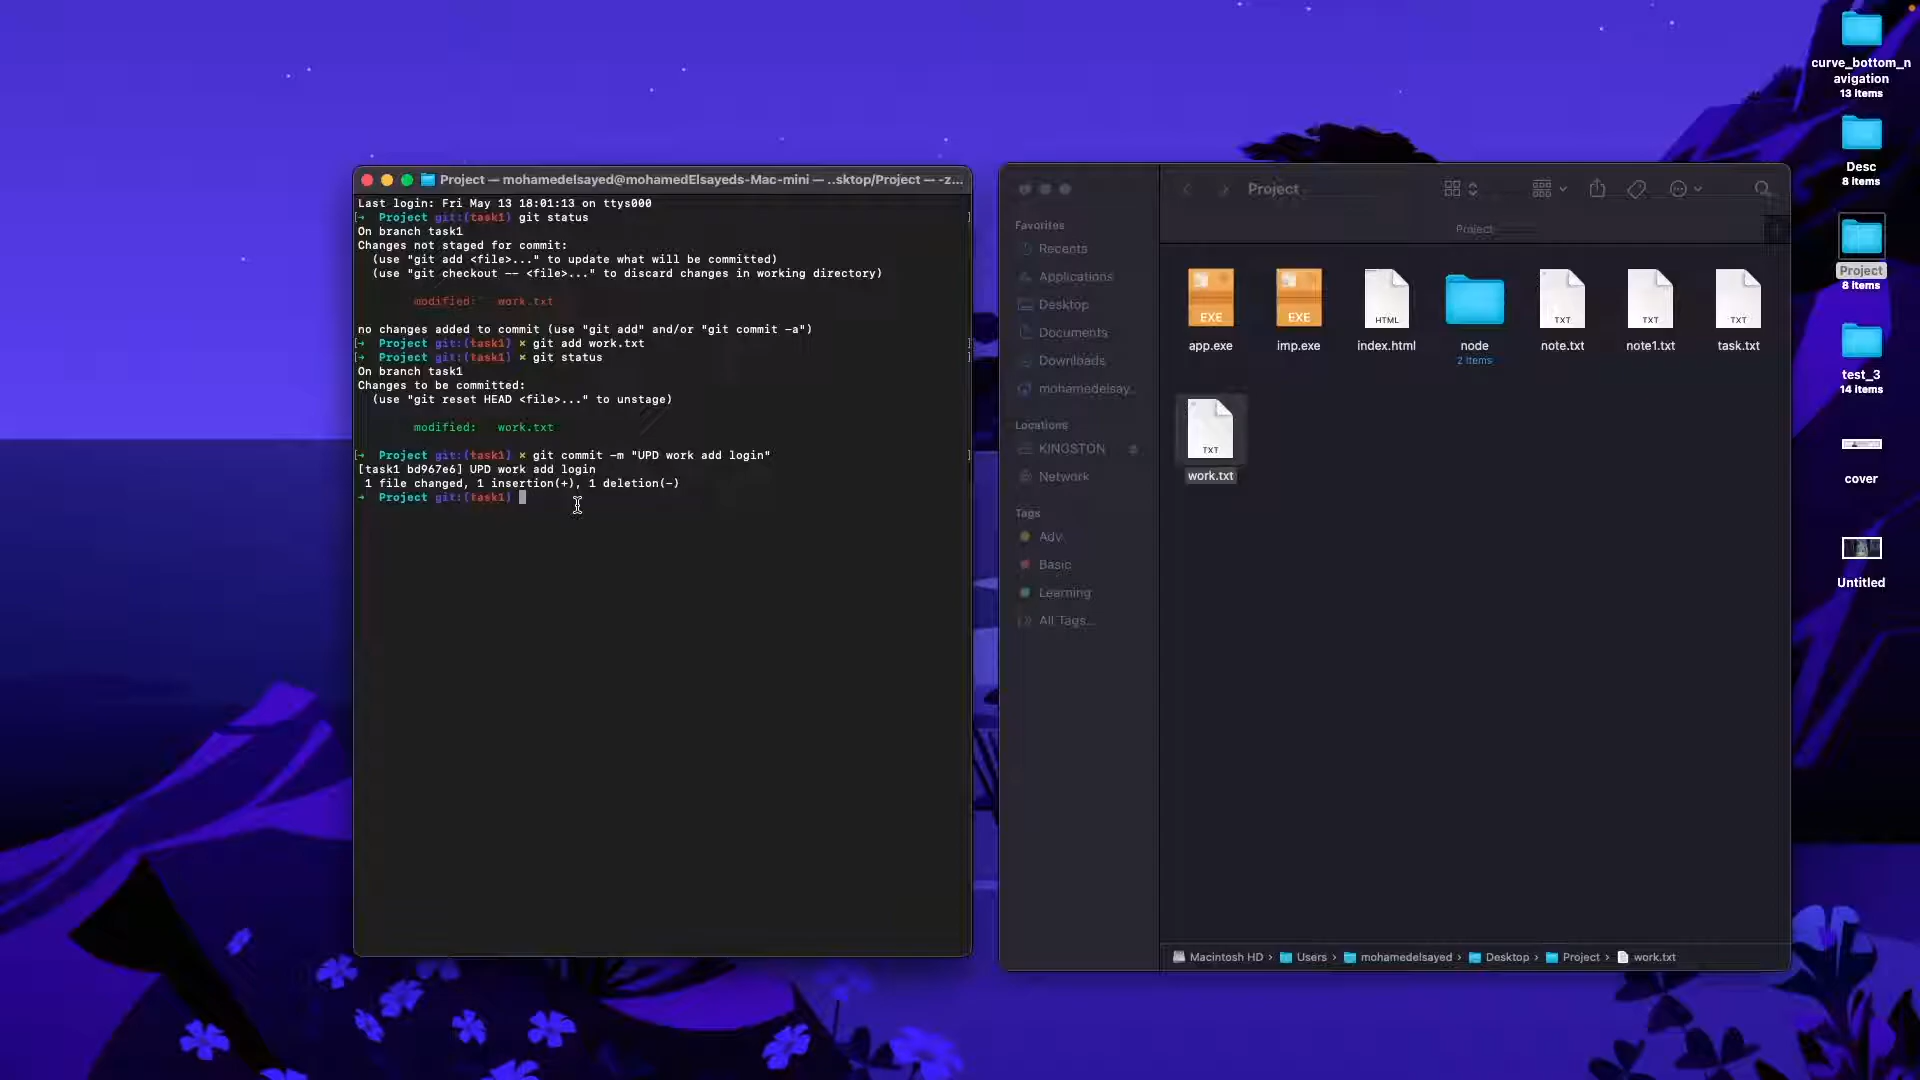 Project — mohamedelsayed@mohamedElsayeds-Mac-mini — ..sktop/Project — -z...
Last login: Fri May 13 18:01:13 on ttys000
[→ Project git:(task1) git status ]
On branch task1
Changes not staged for commit:
(use "git add <file>..." to update what will be committed)
(use "git checkout -- <file>..." to discard changes in working directory)
modified: work.txt
no changes added to commit (use "git add" and/or "git commit -a")
[→ Project git:(task1) × git add work.txt ]
[→ Project git:(task1) × git status ]
On branch task1
Changes to be committed:
(use "git reset HEAD <file>..." to unstage)
modified: work.txt
[→ Project git:(task1) × git commit -m "UPD work add login" ]
[task1 bd967e6] UPD work add login
1 file changed, 1 insertion(+), 1 deletion(-)
→ Project git:(task1)
Project
Project
Favorites
Recents
Applications
Desktop
Documents
Downloads
mohamedelsay...
Locations
KINGSTON
Network
Tags
Adv
Basic
Learning
All Tags...
EXE
EXE
HTML
TXT
TXT
TXT
app.exe
imp.exe
index.html
node
2 items
note.txt
note1.txt
task.txt
TXT
work.txt
Macintosh HD › Users › mohamedelsayed › Desktop › Project › work.txt
curve_bottom_n
avigation
13 items
Desc
8 items
Project
8 items
test_3
14 items
cover
Untitled